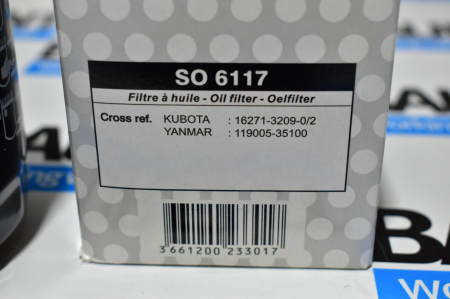 SO 6117
Filtre à huile - Oil filter - Oelfilter
Cross ref. KUBOTA : 16271-3209-0/2
YANMAR : 119005-35100
3 661200 233017